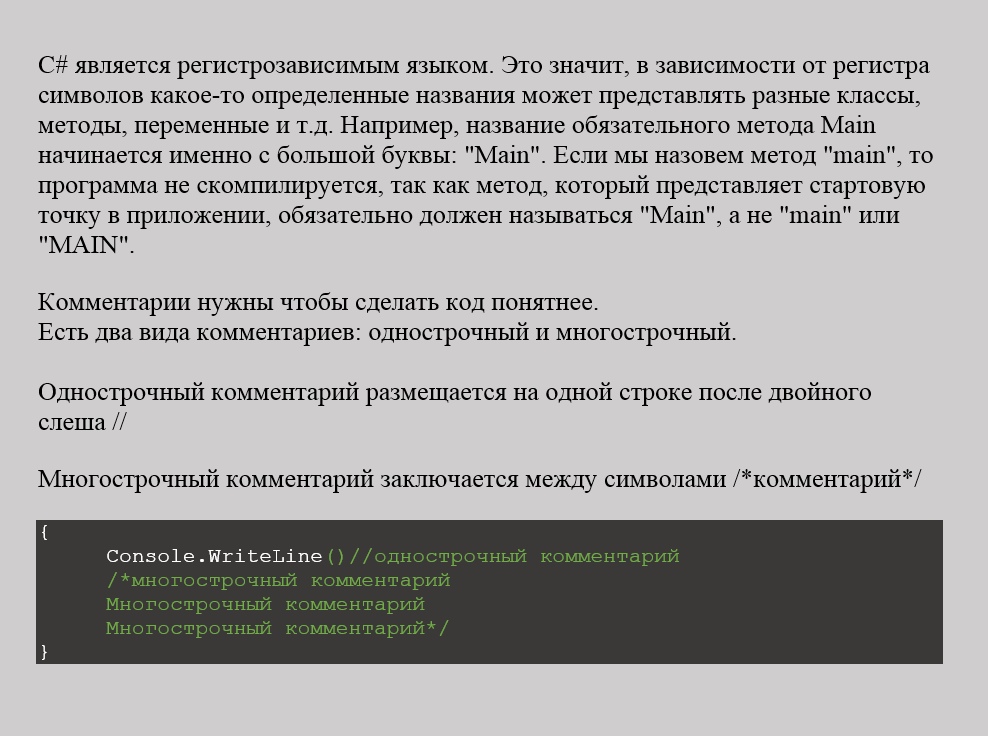 C# является регистрозависимым языком. Это значит, в зависимости от регистра
символов какое-то определенные названия может представлять разные классы,
методы, переменные и т.д. Например, название обязательного метода Main
начинается именно с большой буквы: "Main". Если мы назовем метод "main", то
программа не скомпилируется, так как метод, который представляет стартовую
точку в приложении, обязательно должен называться "Main", а не "main" или
"MAIN".
Комментарии нужны чтобы сделать код понятнее.
Есть два вида комментариев: однострочный и многострочный.
Однострочный комментарий размещается на одной строке после двойного
слеша //
Многострочный комментарий заключается между символами /*комментарий*/
{
Console.WriteLine()//однострочный комментарий
/*многострочный комментарий
Многострочный комментарий
Многострочный комментарий*/
}